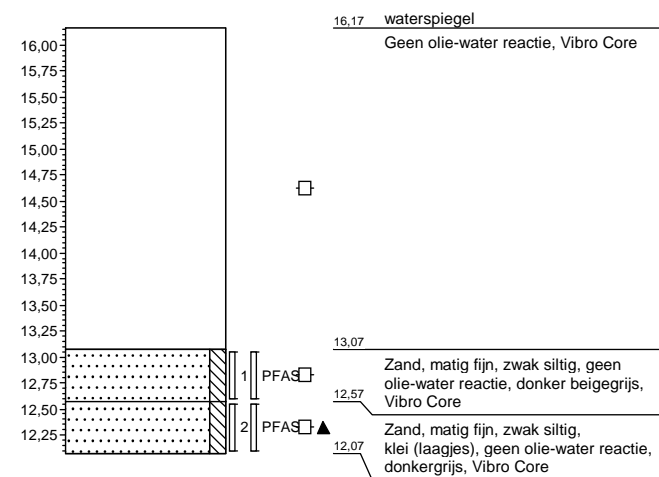 16,17 waterspiegel
Geen olie-water reactie, Vibro Core
16,00
15,75
15,50
15,25
15,00
14,75
14,50
14,25
14,00
13,75
13,50
13,25
13,00
12,75
12,50
12,25
13,07
1 PFAS
Zand, matig fijn, zwak siltig, geen
olie-water reactie, donker beigegrijs,
Vibro Core
12,57
2 PFAS
Zand, matig fijn, zwak siltig,
klei (laagjes), geen olie-water reactie,
donkergrijs, Vibro Core
12,07